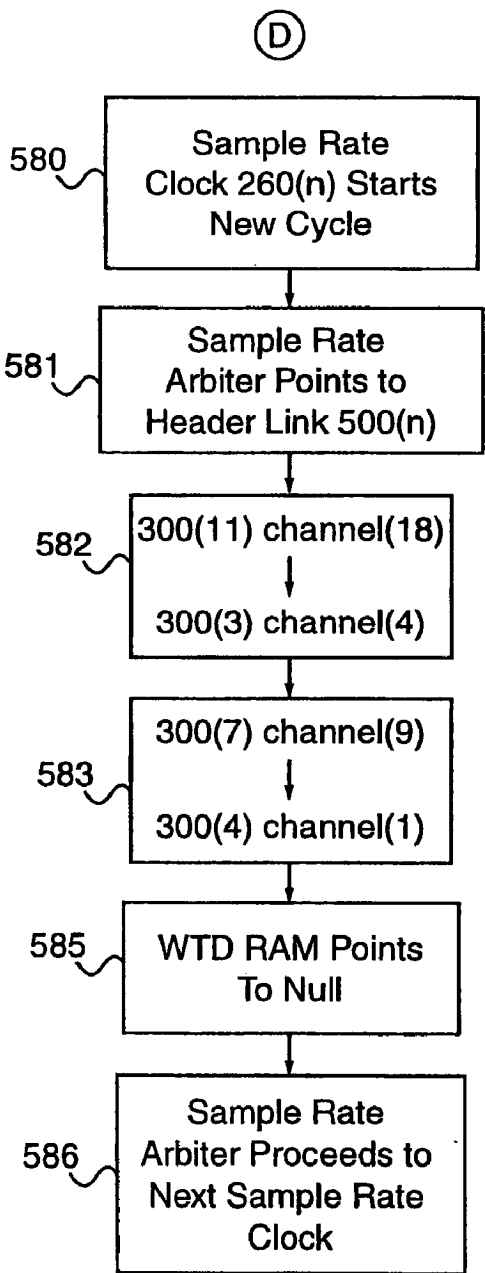 D
580
Sample Rate
Clock 260(n) Starts
New Cycle
581
Sample Rate
Arbiter Points to
Header Link 500(n)
582
300(11) channel(18)
300(3) channel(4)
583
300(7) channel(9)
300(4) channel(1)
585
WTD RAM Points
To Null
586
Sample Rate
Arbiter Proceeds to
Next Sample Rate
Clock